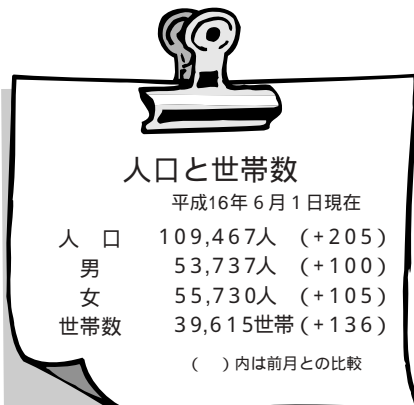 人口と世帯数
平成16年6月1日現在
人 口 109,467人 (+205)
男 53,737人 (+100)
女 55,730人 (+105)
世帯数 39,615世帯(+136)
( )内は前月との比較